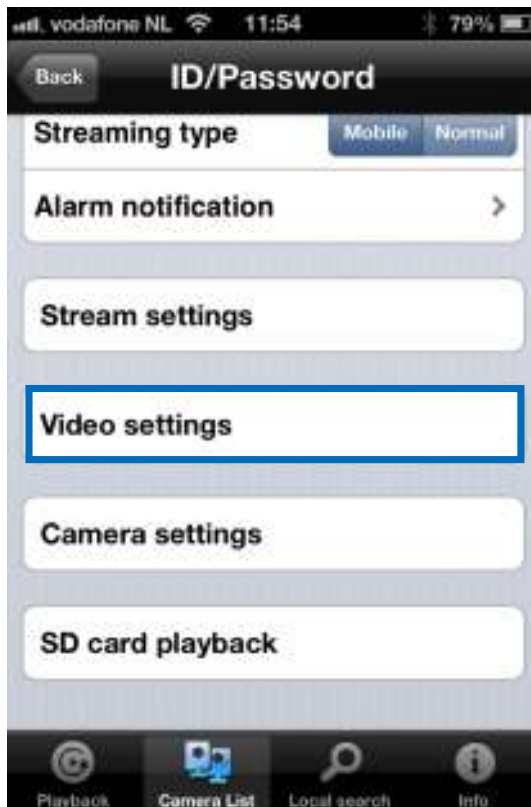 vodafone NL 11:54 79%
Back ID/Password
Streaming type Mobile Normal
Alarm notification
Stream settings
Video settings
Camera settings
SD card playback
Playback Camera List Local search Info